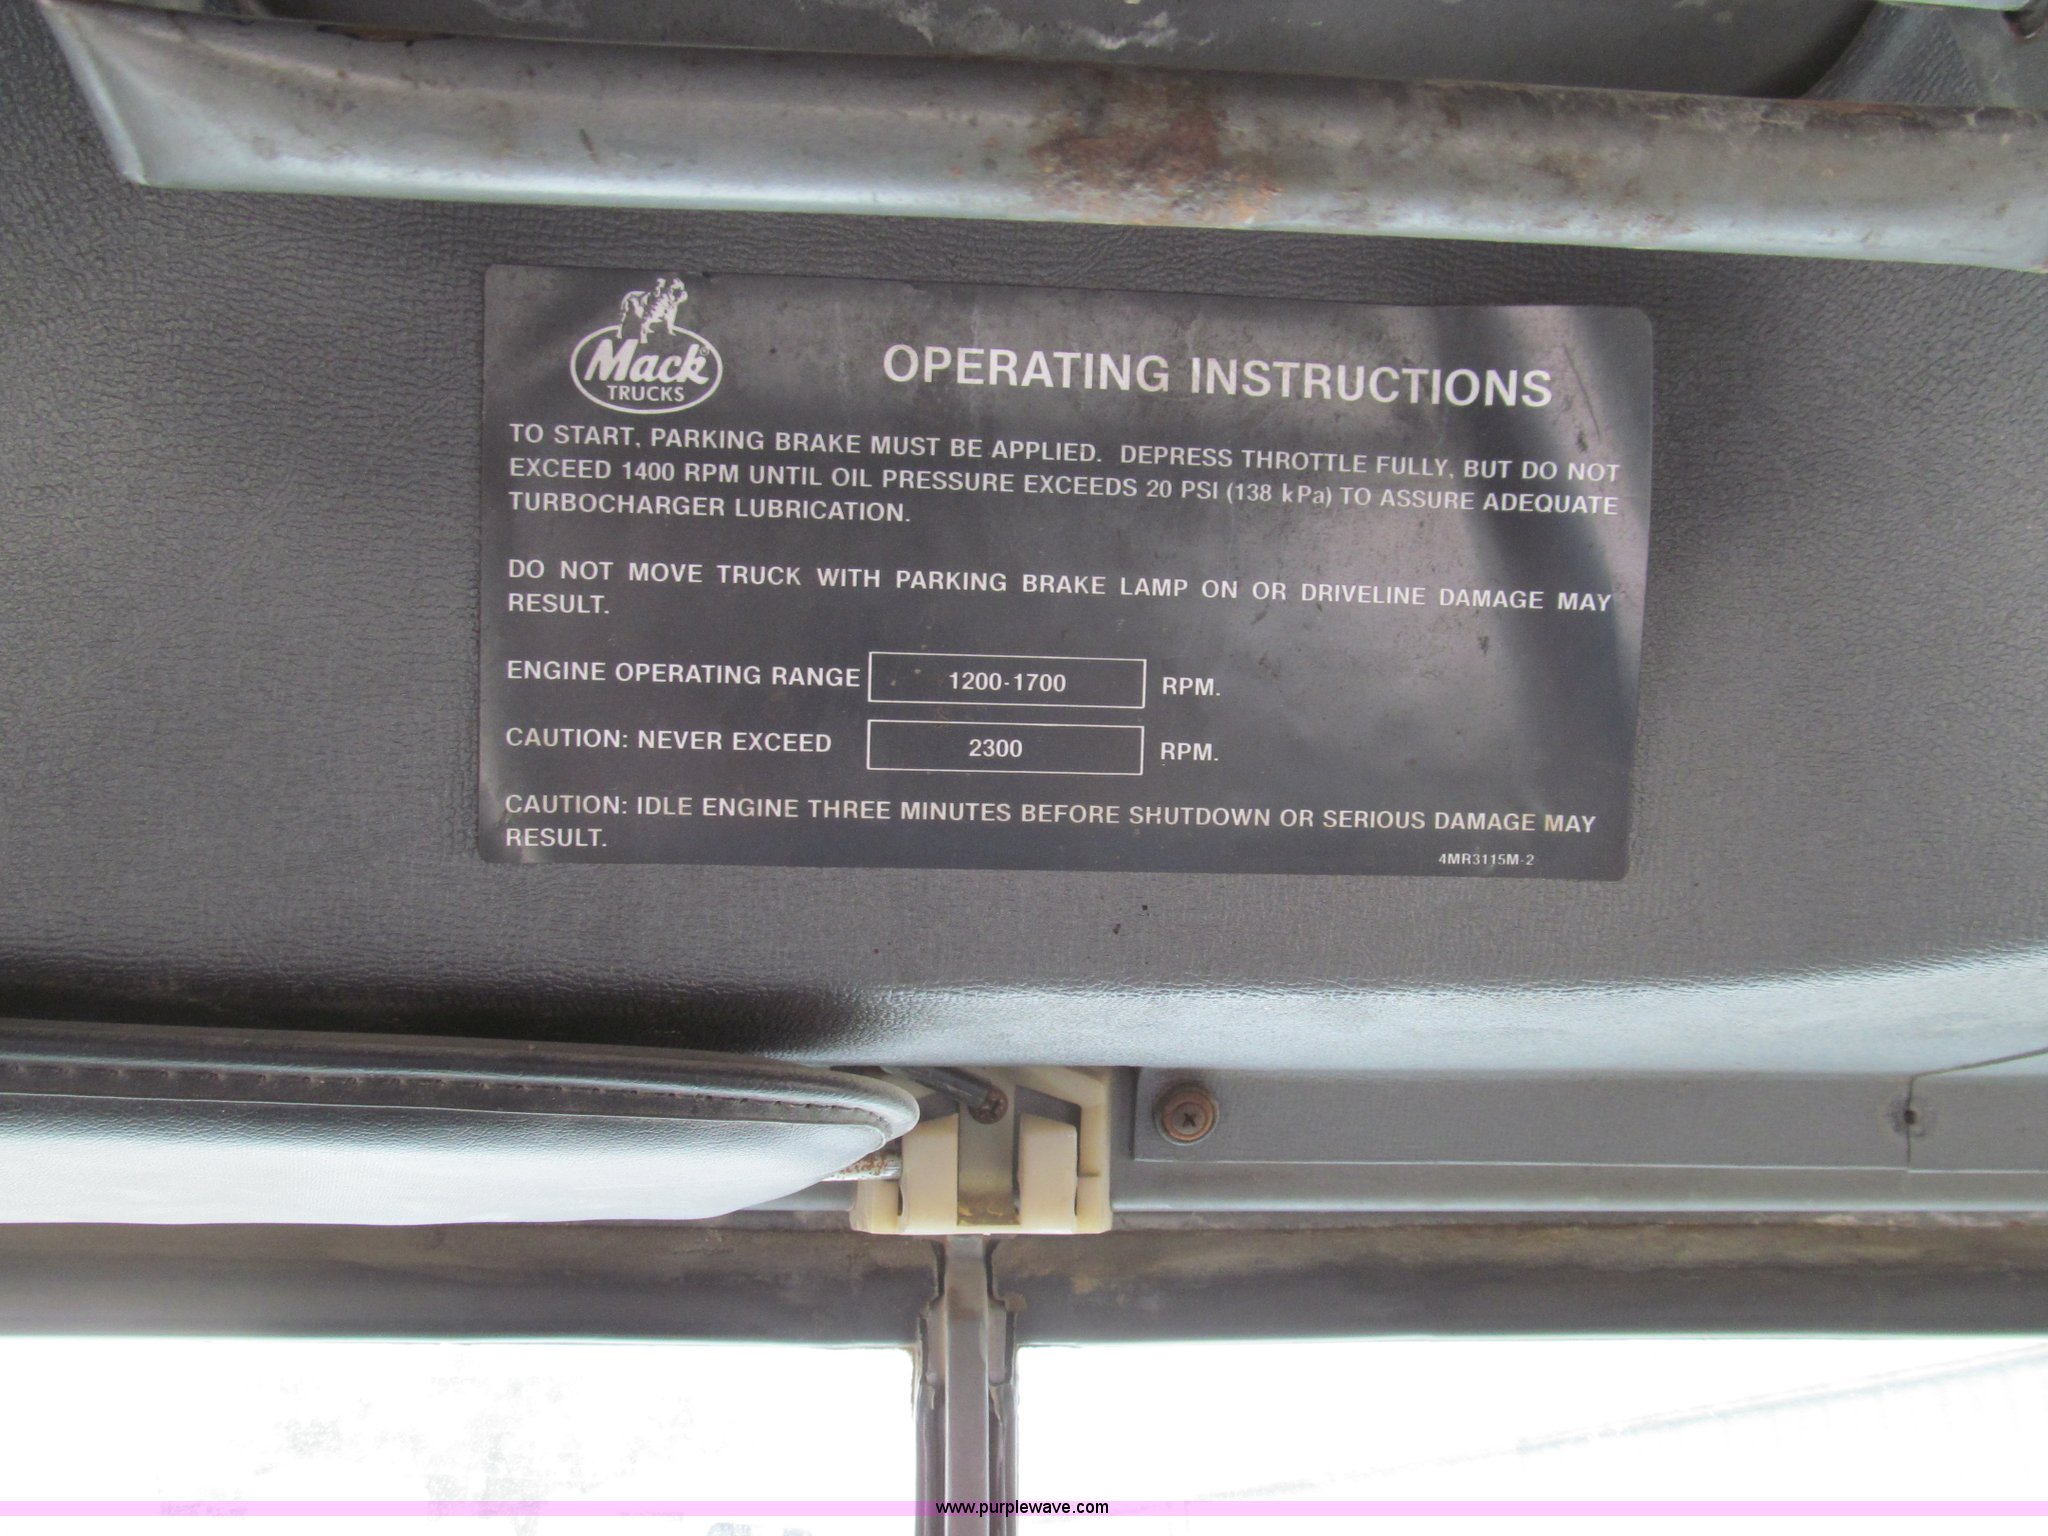 Mack®
TRUCKS
OPERATING INSTRUCTIONS
TO START, PARKING BRAKE MUST BE APPLIED. DEPRESS THROTTLE FULLY, BUT DO NOT
EXCEED 1400 RPM UNTIL OIL PRESSURE EXCEEDS 20 PSI (138 kPa) TO ASSURE ADEQUATE
TURBOCHARGER LUBRICATION.
DO NOT MOVE TRUCK WITH PARKING BRAKE LAMP ON OR DRIVELINE DAMAGE MAY
RESULT.
ENGINE OPERATING RANGE 1200-1700 RPM.
CAUTION: NEVER EXCEED 2300 RPM.
CAUTION: IDLE ENGINE THREE MINUTES BEFORE SHUTDOWN OR SERIOUS DAMAGE MAY
RESULT.
4MR3115M-2
www.purplewave.com